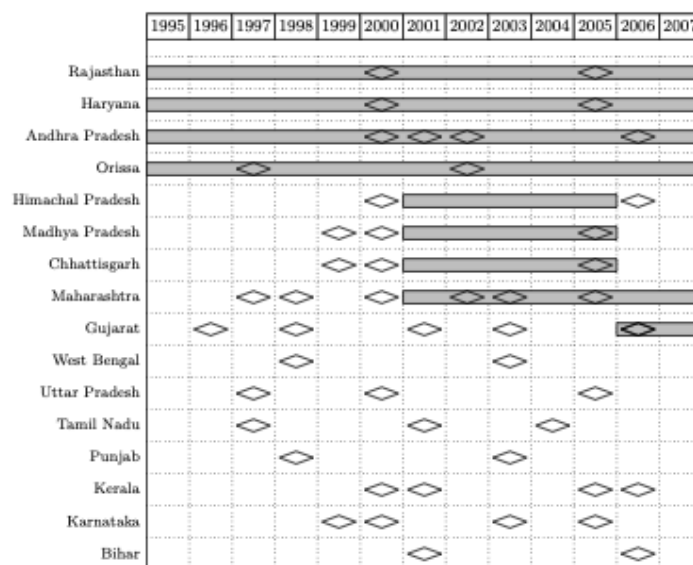 1995 1996 1997 1998 1999 2000 2001 2002 2003 2004 2005 2006 2007
Rajasthan
Haryana
Andhra Pradesh
Orissa
Himachal Pradesh
Madhya Pradesh
Chhattisgarh
Maharashtra
Gujarat
West Bengal
Uttar Pradesh
Tamil Nadu
Punjab
Kerala
Karnataka
Bihar